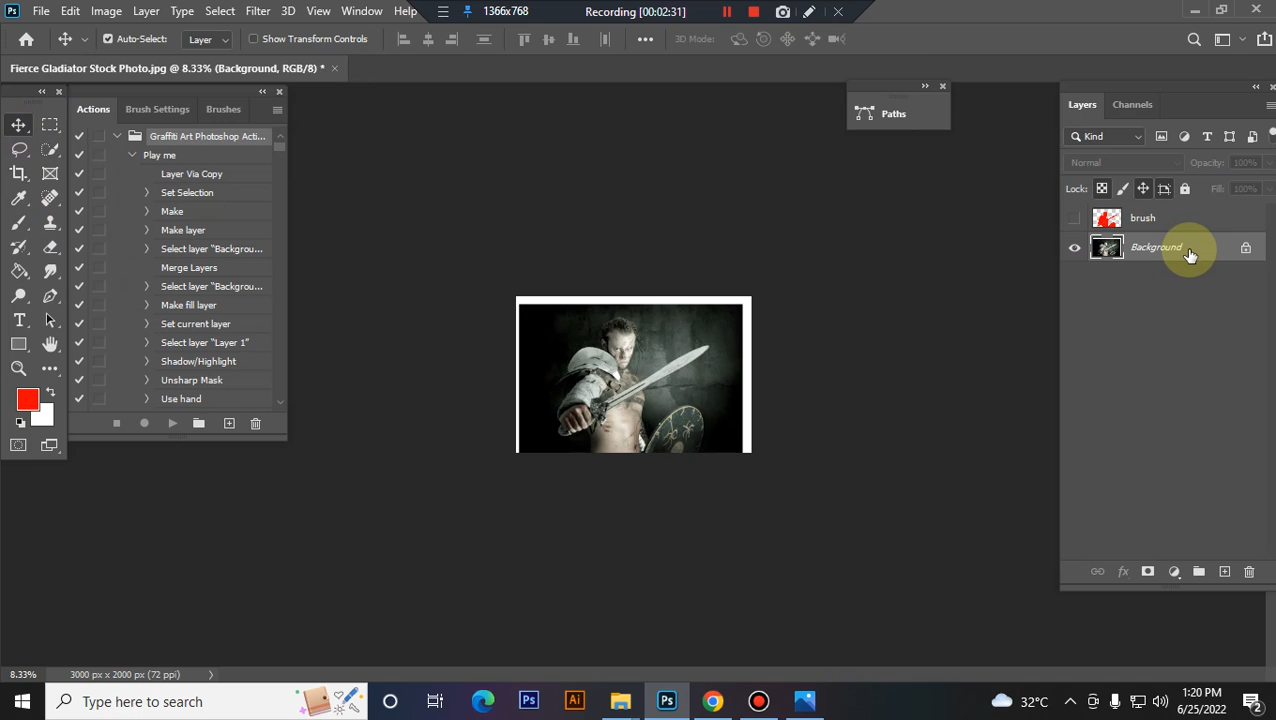 Ps File Edit Image Layer Type Select Filter 3D View Window Help 1366x768 Recording [00:02:31]
Auto-Select: Layer Show Transform Controls 3D Mode:
Fierce Gladiator Stock Photo.jpg @ 8.33% (Background, RGB/8) *
Actions Brush Settings Brushes
Graffiti Art Photoshop Acti...
Play me
Layer Via Copy
Set Selection
Make
Make layer
Select layer "Backgrou...
Merge Layers
Select layer "Backgrou...
Make fill layer
Set current layer
Select layer "Layer 1"
Shadow/Highlight
Unsharp Mask
Use hand
Paths
Layers Channels
Kind
Normal Opacity: 100%
Lock: Fill: 100%
brush
Background
8.33% 3000 px x 2000 px (72 ppi)
Type here to search
Ps Ai Ps
32°C
1:20 PM
6/25/2022
2